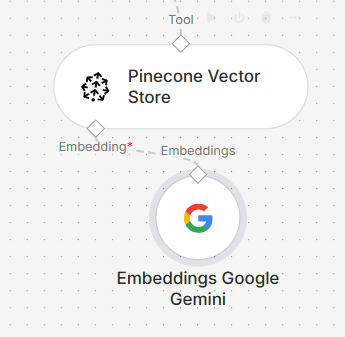 Tool
Pinecone Vector
Store
Embedding*
Embeddings
Embeddings Google
Gemini